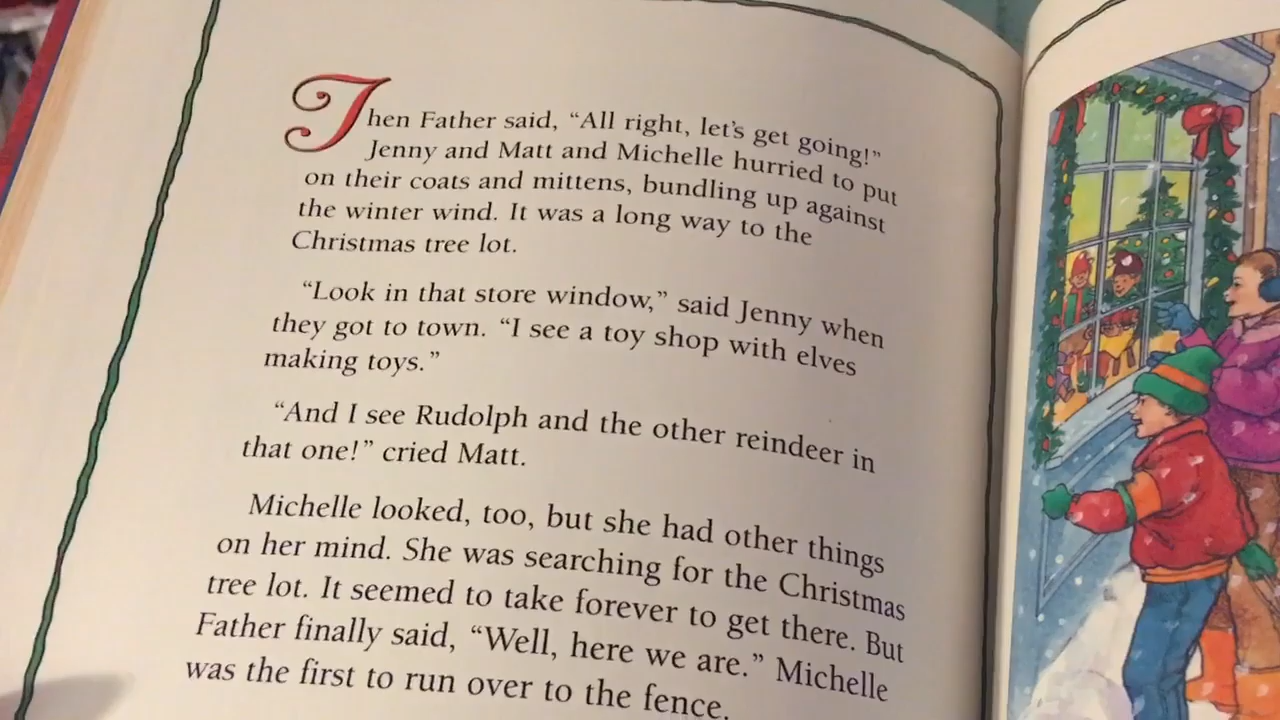 Then Father said, “All right, let’s get going!”
Jenny and Matt and Michelle hurried to put
on their coats and mittens, bundling up against
the winter wind. It was a long way to the
Christmas tree lot.
“Look in that store window,” said Jenny when
they got to town. “I see a toy shop with elves
making toys.”
“And I see Rudolph and the other reindeer in
that one!” cried Matt.
Michelle looked, too, but she had other things
on her mind. She was searching for the Christmas
tree lot. It seemed to take forever to get there. But
Father finally said, “Well, here we are.” Michelle
was the first to run over to the fence.